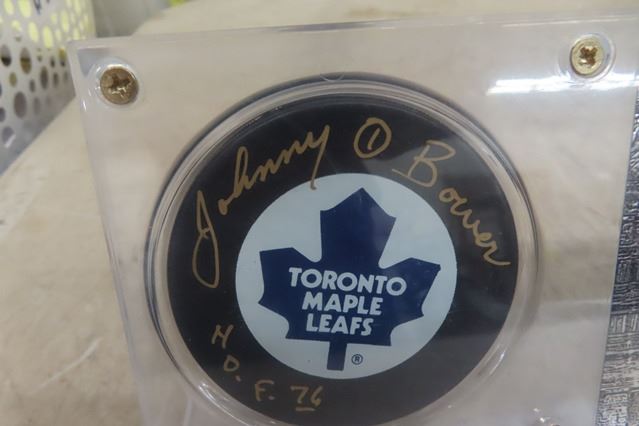 Johnny ① Bower
TORONTO
MAPLE
LEAFS
®
H.O.F. 76